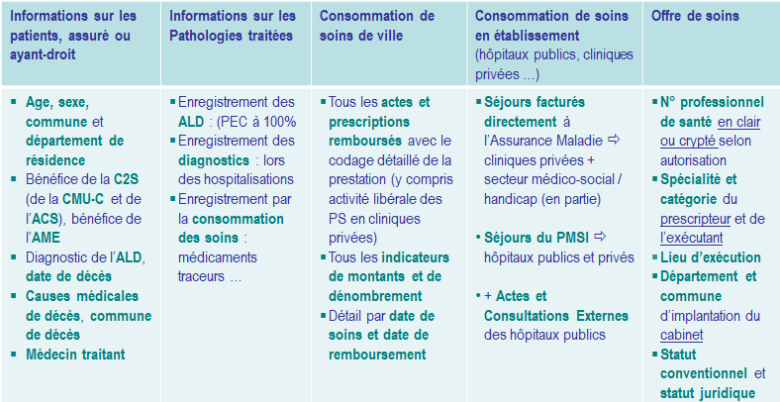 Informations sur les
patients, assuré ou
ayant-droit
Informations sur les
Pathologies traitées
Consommation de
soins de ville
Consommation de soins
en établissement
(hôpitaux publics, cliniques
privées …)
Offre de soins
▪ Age, sexe,
commune et
département de
résidence
▪ Bénéfice de la C2S
(de la CMU-C et de
l'ACS), bénéfice de
l'AME
▪ Diagnostic de l'ALD,
date de décès
▪ Causes médicales
de décès, commune
de décès
▪ Médecin traitant
▪ Enregistrement des
ALD : (PEC à 100%
▪ Enregistrement des
diagnostics : lors
des hospitalisations
▪ Enregistrement par
la consommation
des soins :
médicaments
traceurs …
▪ Tous les actes et
prescriptions
remboursés avec le
codage détaillé de la
prestation (y compris
activité libérale des
PS en cliniques
privées)
▪ Tous les indicateurs
de montants et de
dénombrement
▪ Détail par date de
soins et date de
remboursement
▪ Séjours facturés
directement à
l'Assurance Maladie ⇨
cliniques privées +
secteur médico-social /
handicap (en partie)
• Séjours du PMSI ⇨
hôpitaux publics et privés
• + Actes et
Consultations Externes
des hôpitaux publics
▪ N° professionnel
de santé en clair
ou crypté selon
autorisation
▪ Spécialité et
catégorie du
prescripteur et de
l'exécutant
▪ Lieu d'exécution
▪ Département et
commune
d'implantation du
cabinet
▪ Statut
conventionnel et
statut juridique